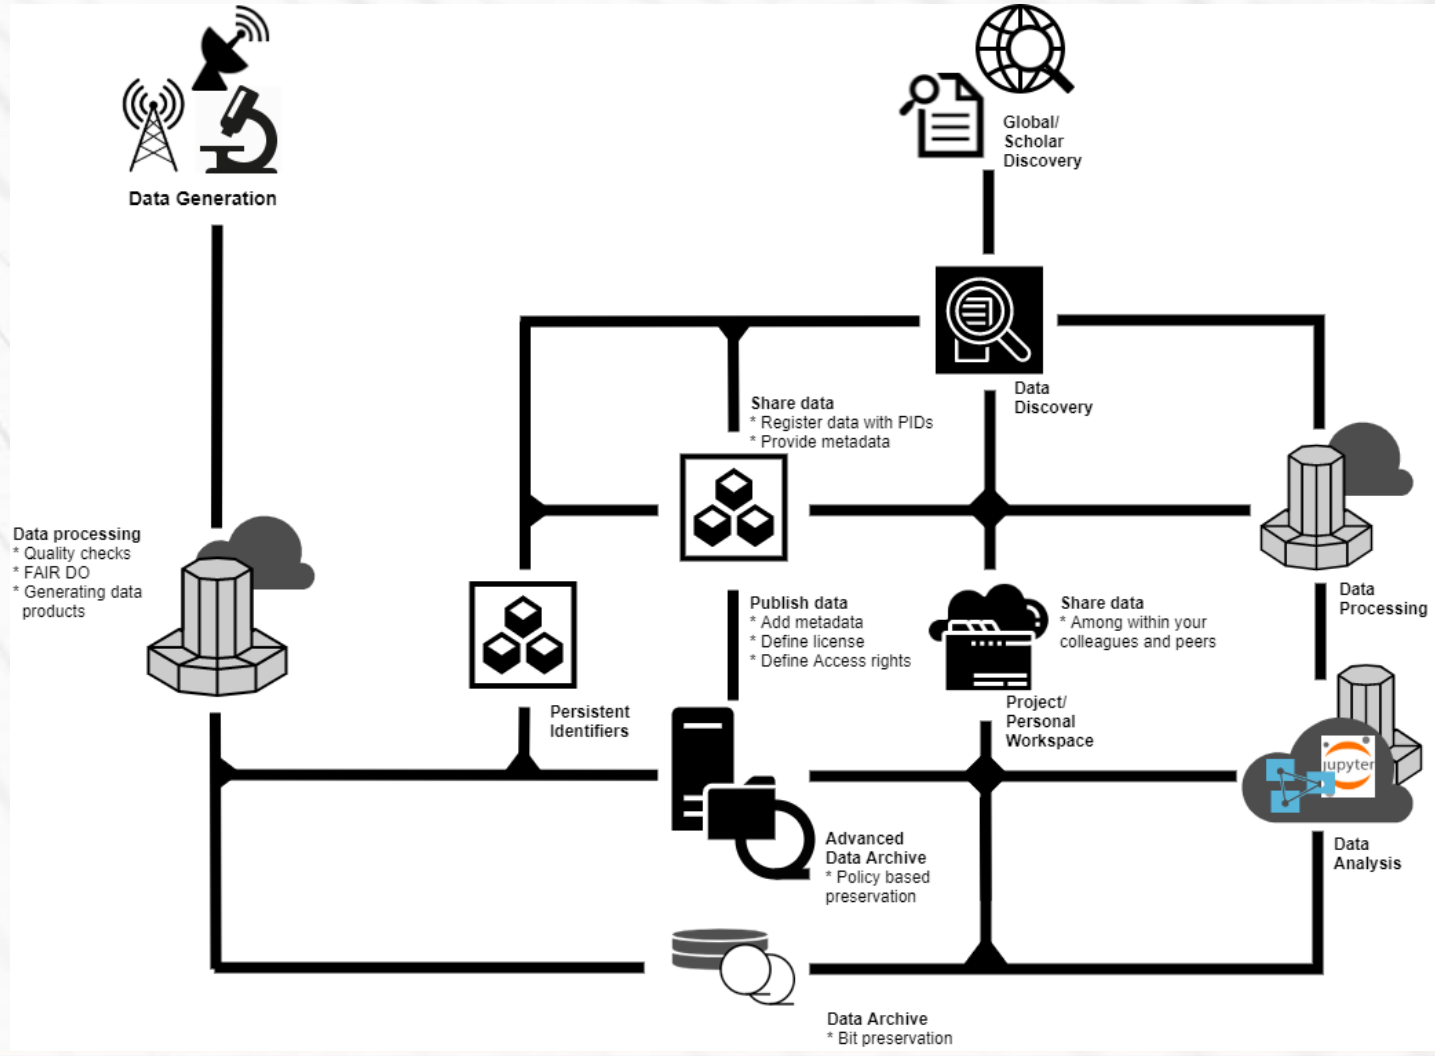 Data Generation
Global/
Scholar
Discovery
Data
Discovery
Share data
* Register data with PIDs
* Provide metadata
Data processing
* Quality checks
* FAIR DO
* Generating data
products
Data
Processing
Publish data
* Add metadata
* Define license
* Define Access rights
Share data
* Among within your
colleagues and peers
Persistent
Identifiers
Project/
Personal
Workspace
jupyter
Advanced
Data Archive
* Policy based
preservation
Data
Analysis
Data Archive
* Bit preservation